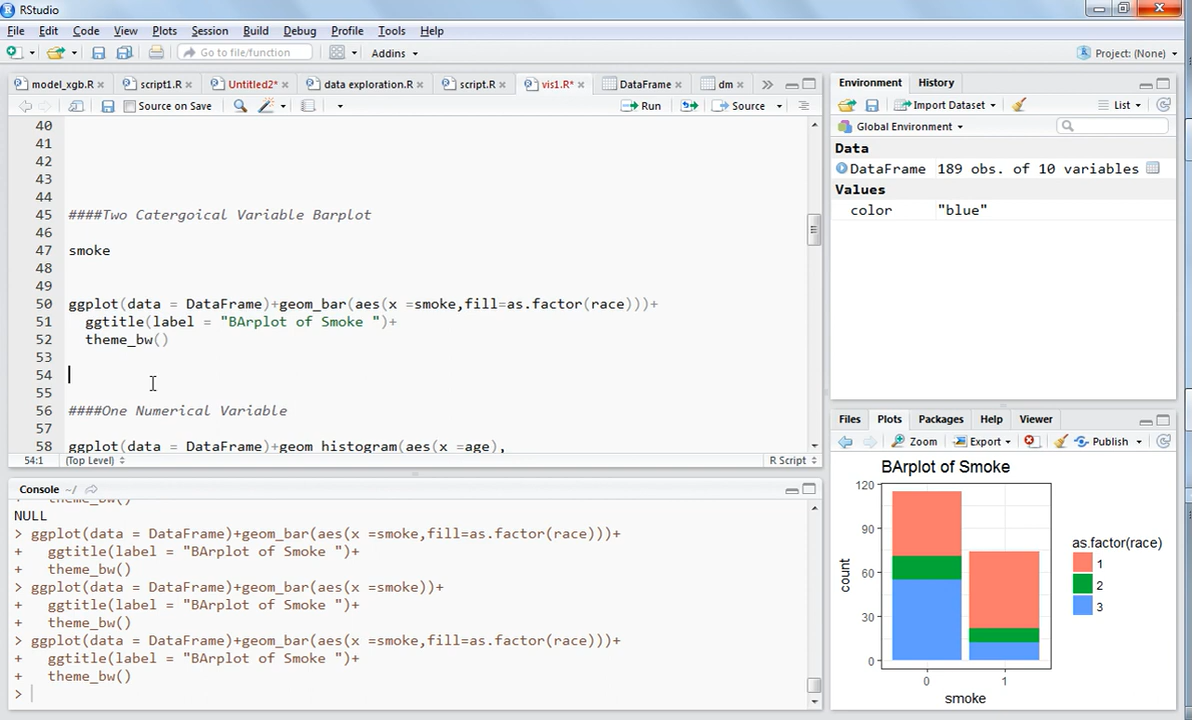 RStudio
File Edit Code View Plots Session Build Debug Profile Tools Help
Go to file/function Addins Project: (None)
model_xgb.R script1.R Untitled2* data exploration.R script.R vis1.R* DataFrame dm
Source on Save Run Source
40
41
42
43
44
45 ####Two Catergoical Variable Barplot
46
47 smoke
48
49
50 ggplot(data = DataFrame)+geom_bar(aes(x =smoke,fill=as.factor(race)))+
51 ggtitle(label = "BArplot of Smoke ")+
52 theme_bw()
53
54
55
56 ####One Numerical Variable
57
58 ggplot(data = DataFrame)+geom_histogram(aes(x =age),
54:1 (Top Level) R Script
Console ~/
+ theme_bw()
NULL
> ggplot(data = DataFrame)+geom_bar(aes(x =smoke,fill=as.factor(race)))+
+ ggtitle(label = "BArplot of Smoke ")+
+ theme_bw()
> ggplot(data = DataFrame)+geom_bar(aes(x =smoke))+
+ ggtitle(label = "BArplot of Smoke ")+
+ theme_bw()
> ggplot(data = DataFrame)+geom_bar(aes(x =smoke,fill=as.factor(race)))+
+ ggtitle(label = "BArplot of Smoke ")+
+ theme_bw()
>
Environment History
Import Dataset List
Global Environment
Data
DataFrame 189 obs. of 10 variables
Values
color "blue"
Files Plots Packages Help Viewer
Zoom Export Publish
BArplot of Smoke
120
90
60
30
0
count
0 1
smoke
as.factor(race)
1
2
3